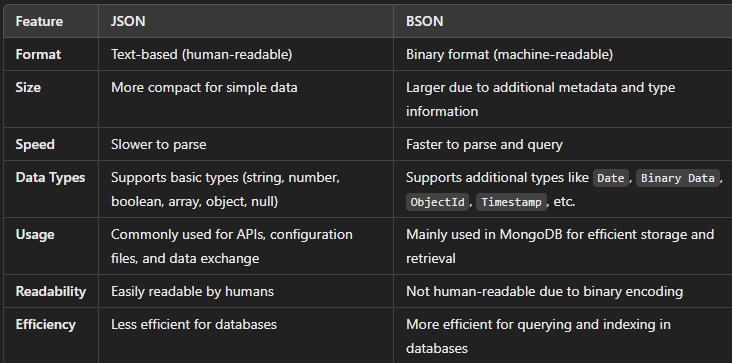 Feature JSON BSON
Format Text-based (human-readable) Binary format (machine-readable)
Size More compact for simple data Larger due to additional metadata and type
information
Speed Slower to parse Faster to parse and query
Data Types Supports basic types (string, number, Supports additional types like Date, Binary Data,
boolean, array, object, null) ObjectId, Timestamp, etc.
Usage Commonly used for APIs, configuration Mainly used in MongoDB for efficient storage and
files, and data exchange retrieval
Readability Easily readable by humans Not human-readable due to binary encoding
Efficiency Less efficient for databases More efficient for querying and indexing in
databases